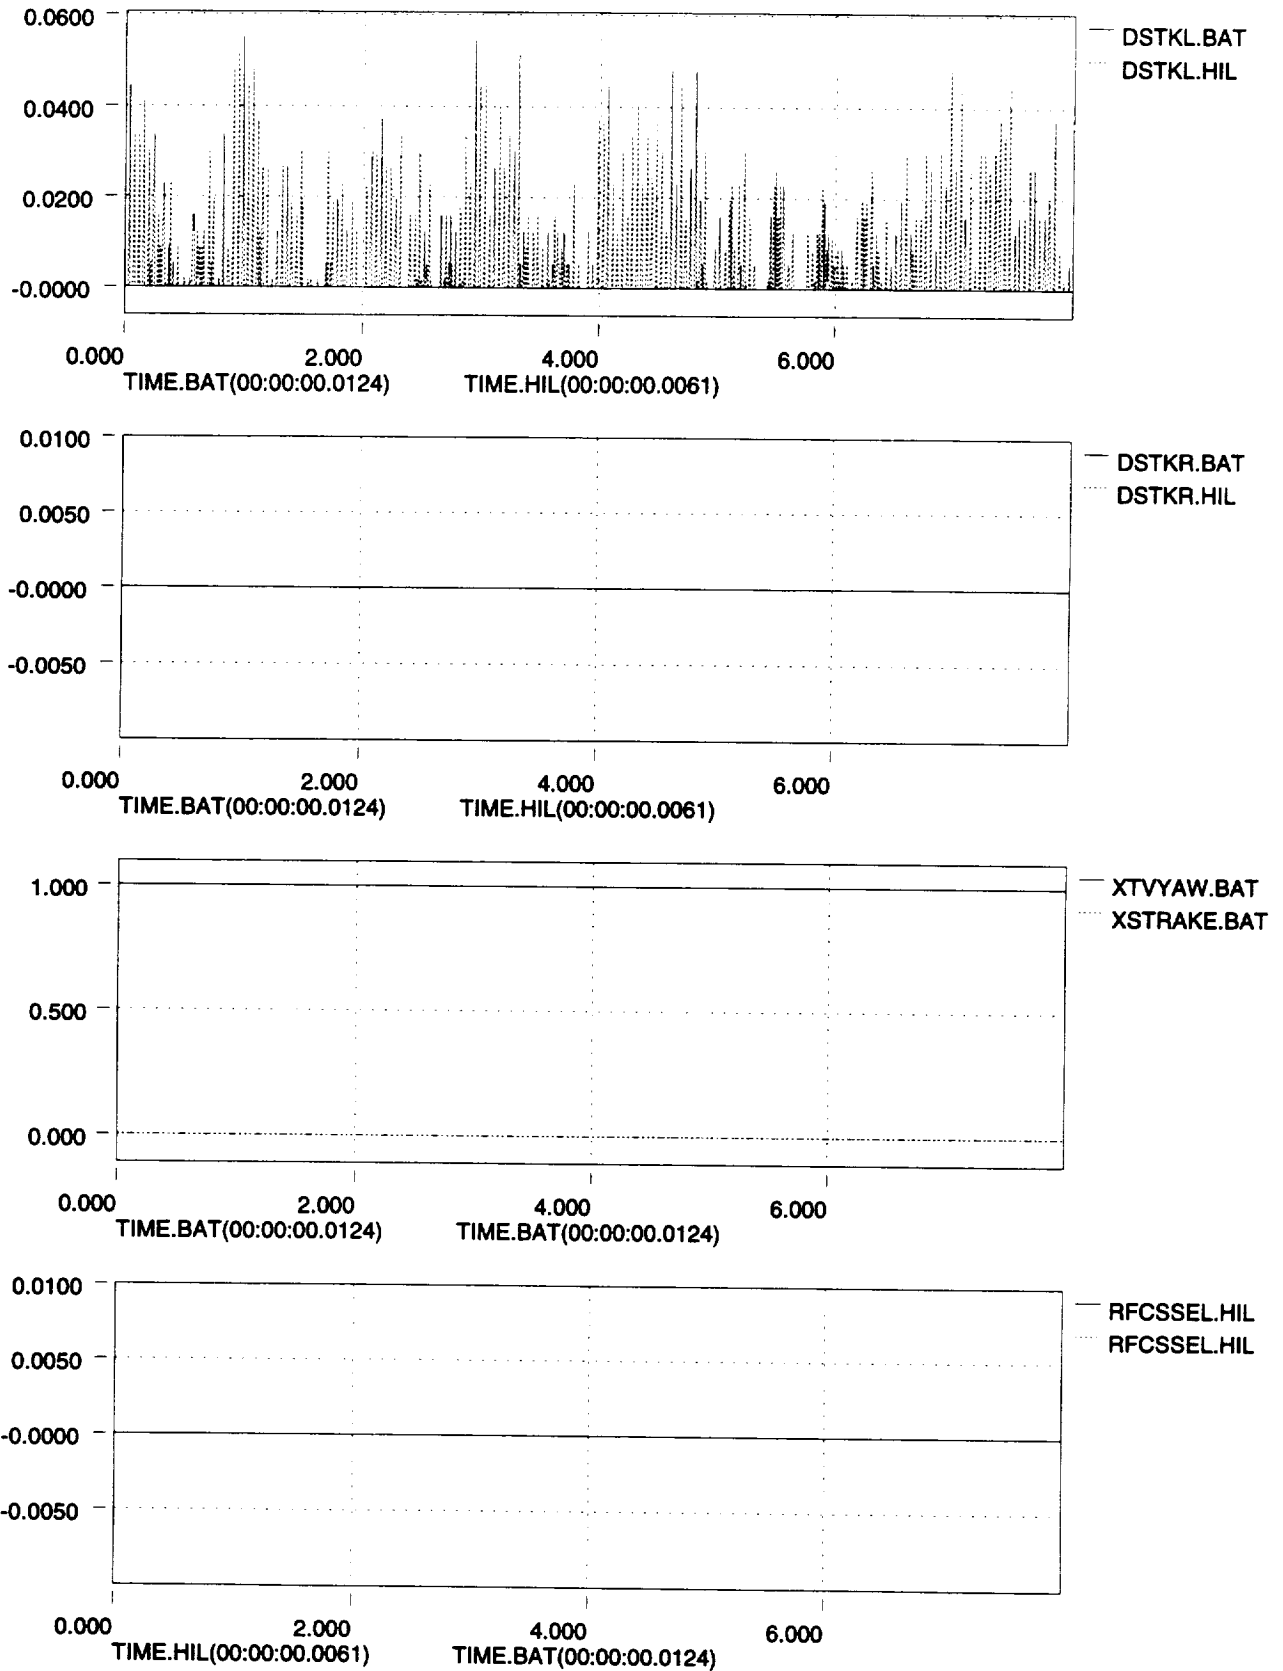 0.0600
DSTKL.BAT
DSTKL.HIL
0.0400
0.0200
-0.0000
0.000 2.000 4.000 6.000
TIME.BAT(00:00:00.0124) TIME.HIL(00:00:00.0061)
0.0100
DSTKR.BAT
DSTKR.HIL
0.0050
-0.0000
-0.0050
0.000 2.000 4.000 6.000
TIME.BAT(00:00:00.0124) TIME.HIL(00:00:00.0061)
1.000
XTVYAW.BAT
XSTRAKE.BAT
0.500
0.000
0.000 2.000 4.000 6.000
TIME.BAT(00:00:00.0124) TIME.BAT(00:00:00.0124)
0.0100
RFCSSEL.HIL
RFCSSEL.HIL
0.0050
-0.0000
-0.0050
0.000 2.000 4.000 6.000
TIME.HIL(00:00:00.0061) TIME.BAT(00:00:00.0124)